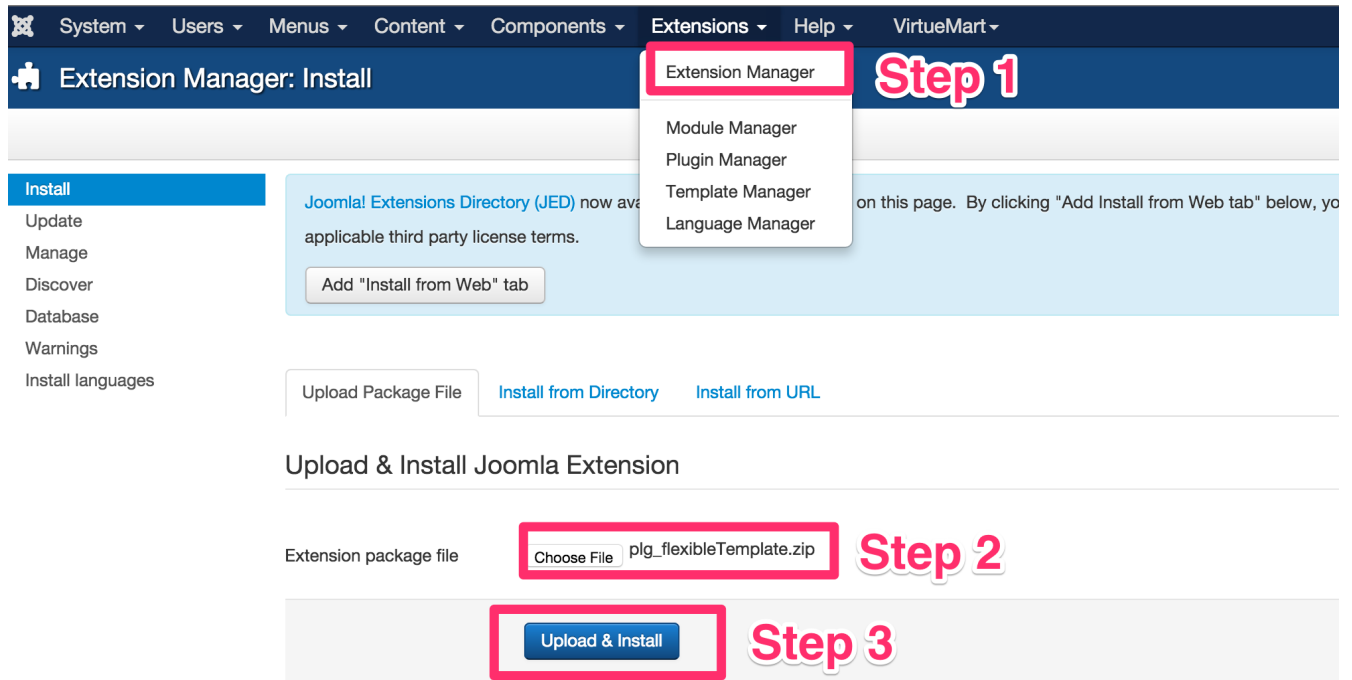 System Users Menus Content Components Extensions Help VirtueMart
Extension Manager: Install
Extension Manager
Step 1
Module Manager
Plugin Manager
Template Manager
Language Manager
Install
Update
Manage
Discover
Database
Warnings
Install languages
Joomla! Extensions Directory (JED) now on this page. By clicking "Add Install from Web tab" below,
applicable third party license terms.
Add "Install from Web" tab
Upload Package File Install from Directory Install from URL
Upload & Install Joomla Extension
Extension package file Choose File plg_flexibleTemplate.zip Step 2
Upload & Install Step 3